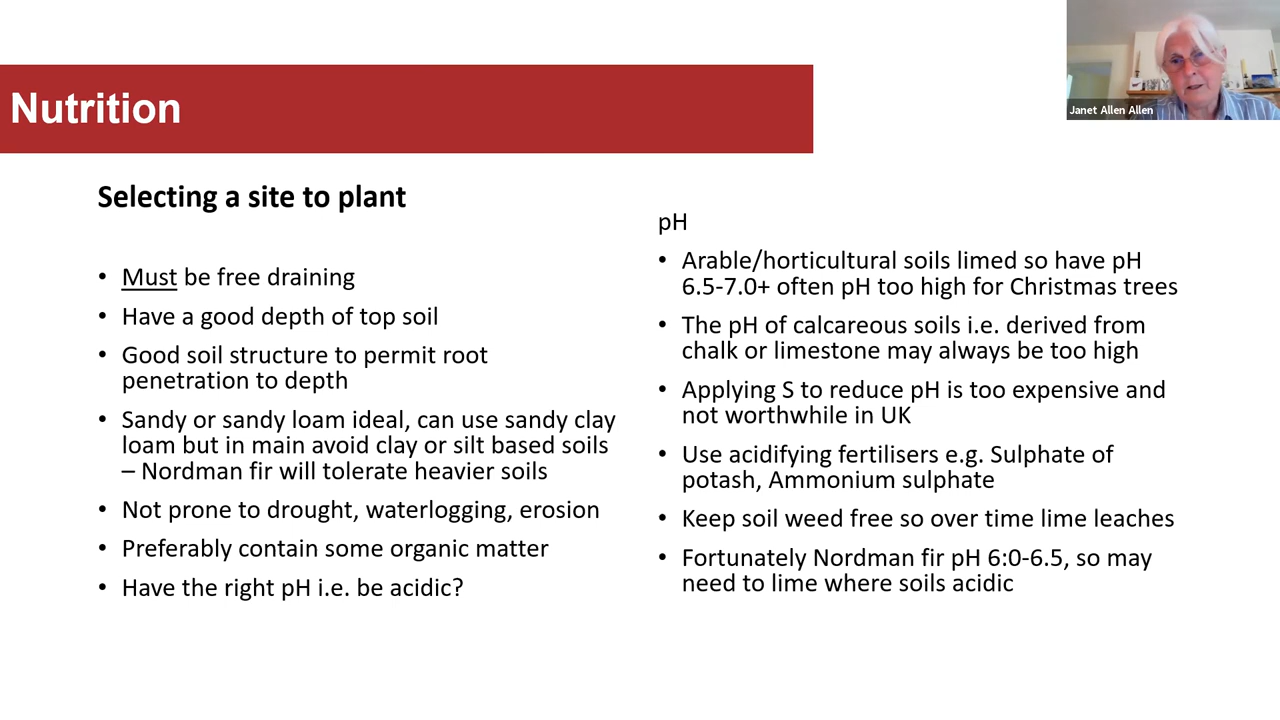 Nutrition
Janet Allen Allen
Selecting a site to plant
• Must be free draining
• Have a good depth of top soil
• Good soil structure to permit root
penetration to depth
• Sandy or sandy loam ideal, can use sandy clay
loam but in main avoid clay or silt based soils
– Nordman fir will tolerate heavier soils
• Not prone to drought, waterlogging, erosion
• Preferably contain some organic matter
• Have the right pH i.e. be acidic?
pH
• Arable/horticultural soils limed so have pH
6.5-7.0+ often pH too high for Christmas trees
• The pH of calcareous soils i.e. derived from
chalk or limestone may always be too high
• Applying S to reduce pH is too expensive and
not worthwhile in UK
• Use acidifying fertilisers e.g. Sulphate of
potash, Ammonium sulphate
• Keep soil weed free so over time lime leaches
• Fortunately Nordman fir pH 6:0-6.5, so may
need to lime where soils acidic